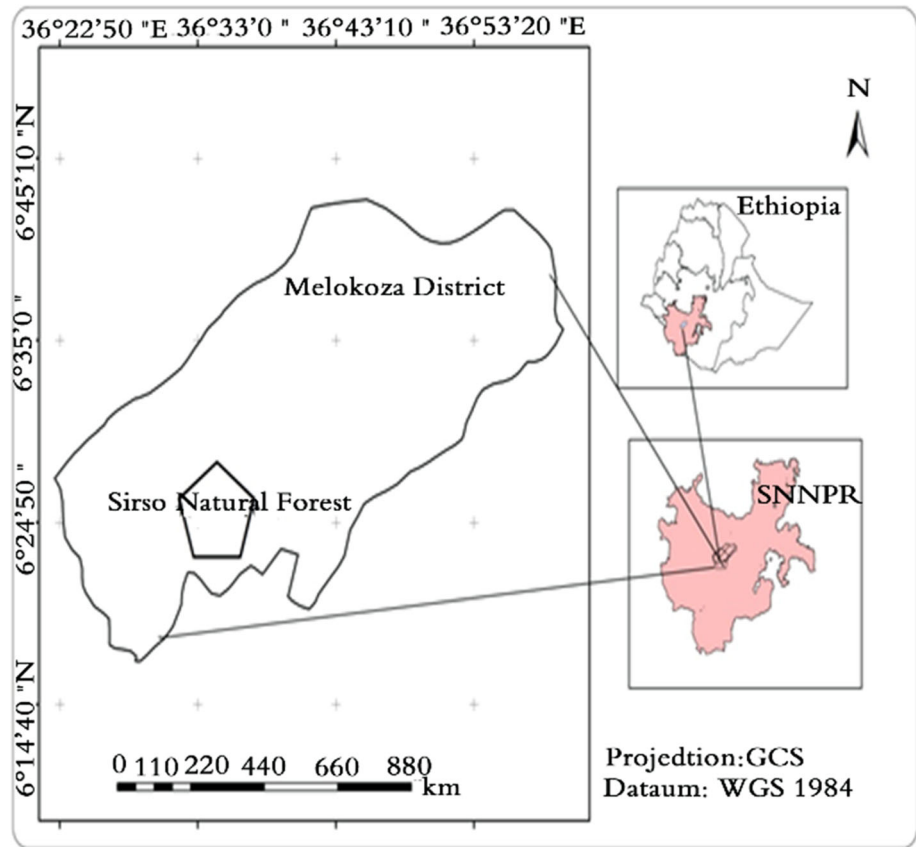 36°22'50 "E 36°33'0 " 36°43'10 " 36°53'20 "E
6°45'10 "N
6°35'0 "
6°24'50 "
6°14'40 "N
N
Ethiopia
Melokoza District
Sirso Natural Forest
SNNPR
0 110 220 440 660 880
km
Projedtion:GCS
Dataum: WGS 1984